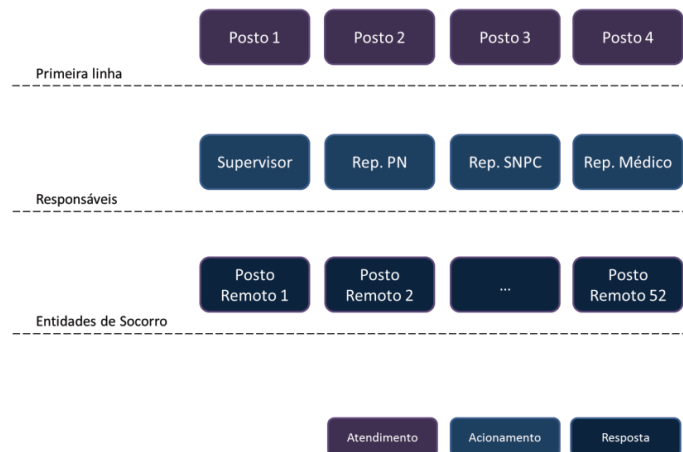 Posto 1
Posto 2
Posto 3
Posto 4
Primeira linha
Supervisor
Rep. PN
Rep. SNPC
Rep. Médico
Responsáveis
Posto
Remoto 1
Posto
Remoto 2
...
Posto
Remoto 52
Entidades de Socorro
Atendimento
Acionamento
Resposta